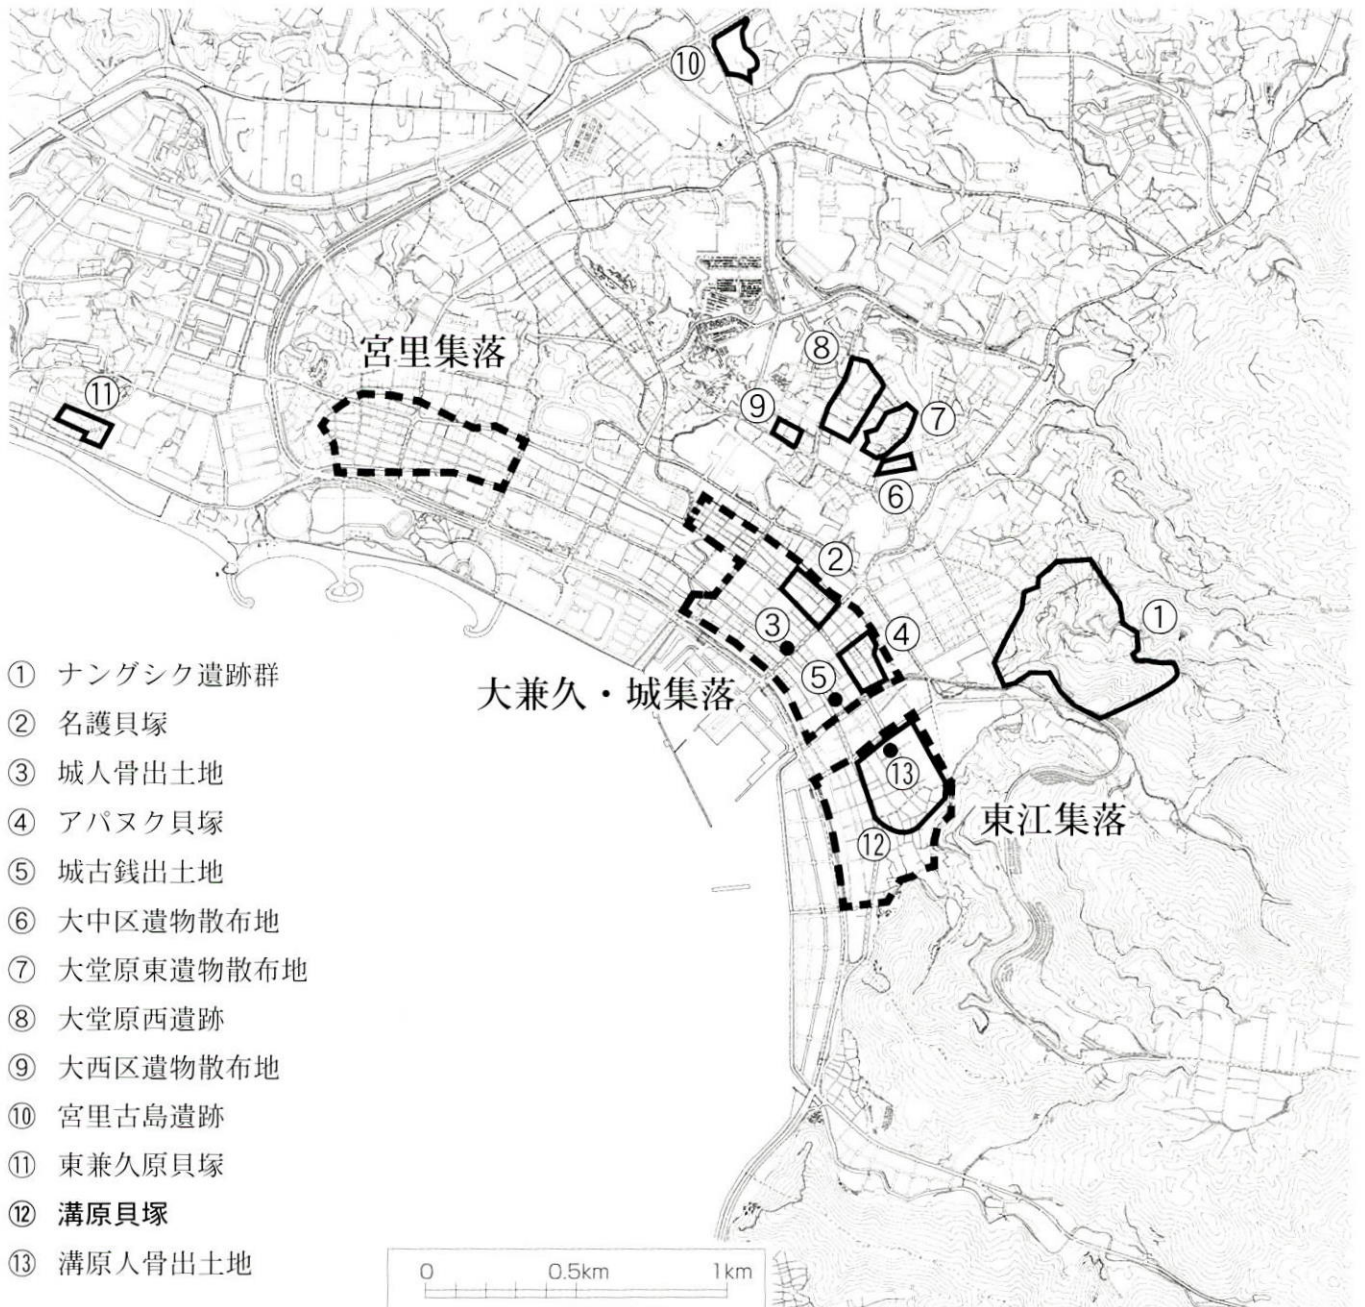 ⑩
⑧
宮里集落
⑪
⑨
⑦
⑥
②
①
③
④
⑤
大兼久・城集落
⑬
東江集落
⑫
① ナングシク遺跡群
② 名護貝塚
③ 城人骨出土地
④ アパヌク貝塚
⑤ 城古銭出土地
⑥ 大中区遺物散布地
⑦ 大堂原東遺物散布地
⑧ 大堂原西遺跡
⑨ 大西区遺物散布地
⑩ 宮里古島遺跡
⑪ 東兼久原貝塚
⑫ 溝原貝塚
⑬ 溝原人骨出土地
0 0.5km 1km